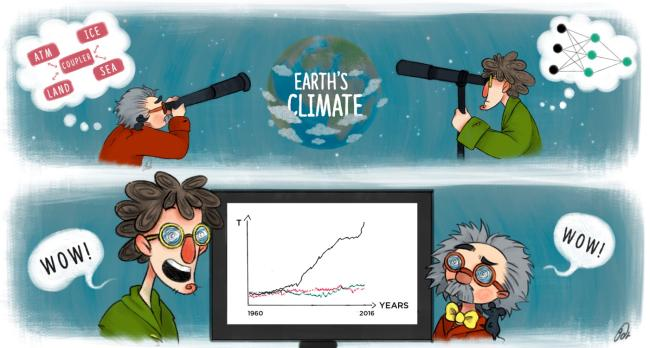 ATM
ICE
COUPLER
LAND
SEA
EARTH'S
CLIMATE
WOW!
T
YEARS
1960
2016
WOW!